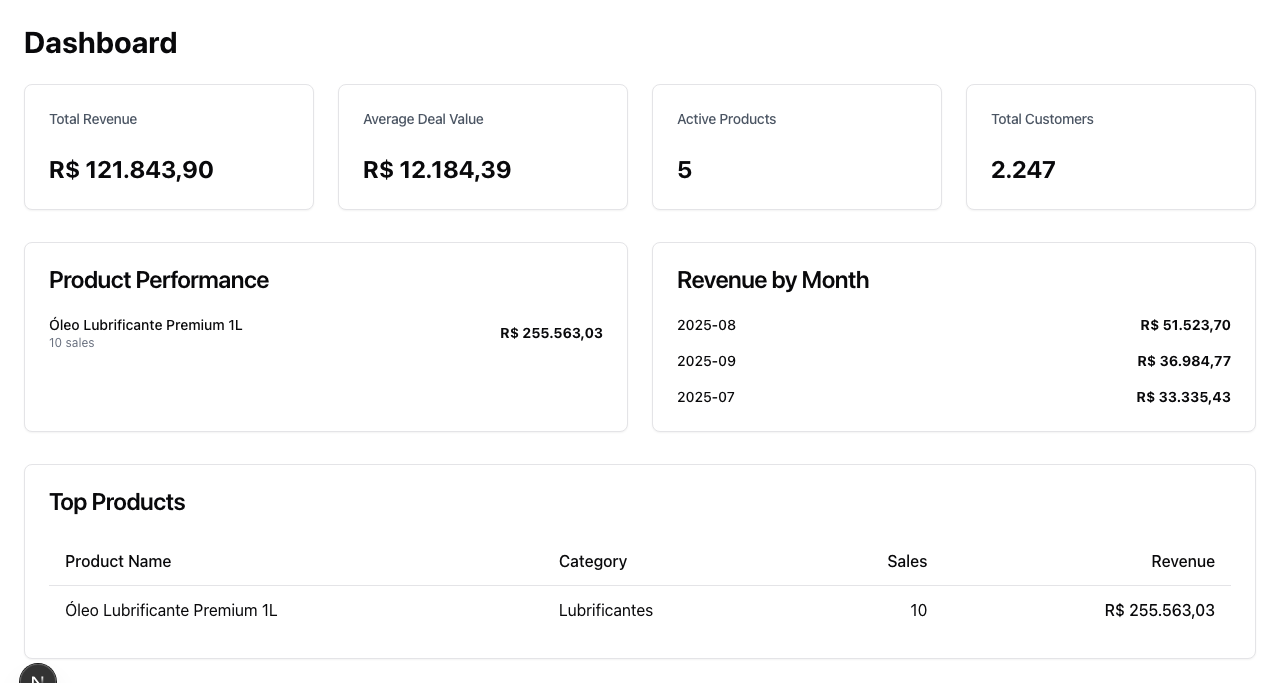 Dashboard
Total Revenue
R$ 121.843,90
Average Deal Value
R$ 12.184,39
Active Products
5
Total Customers
2.247
Product Performance
Óleo Lubrificante Premium 1L
10 sales
R$ 255.563,03
Revenue by Month
2025-08 R$ 51.523,70
2025-09 R$ 36.984,77
2025-07 R$ 33.335,43
Top Products
Product Name Category Sales Revenue
Óleo Lubrificante Premium 1L Lubrificantes 10 R$ 255.563,03
N